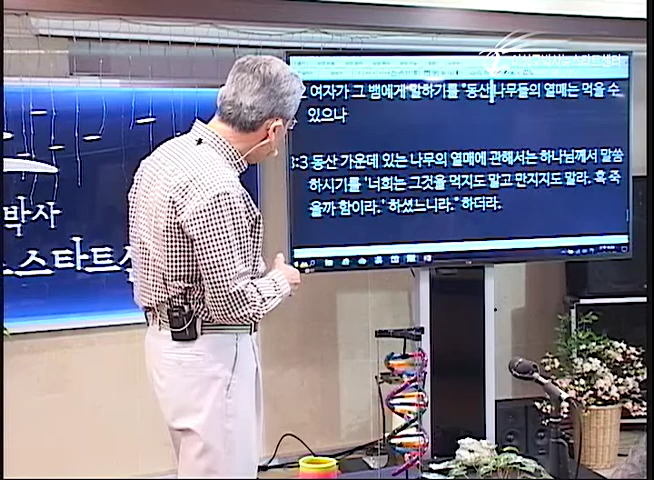 여자가 그 뱀에게 말하기를 "동산 나무들의 열매는 먹을 수
있으나
3:3 동산 가운데 있는 나무의 열매에 관해서는 하나님께서 말씀
하시기를 '너희는 그것을 먹지도 말고 만지지도 말라. 혹 죽
을까 함이라.' 하셨느니라." 하더라.
박사
스타트